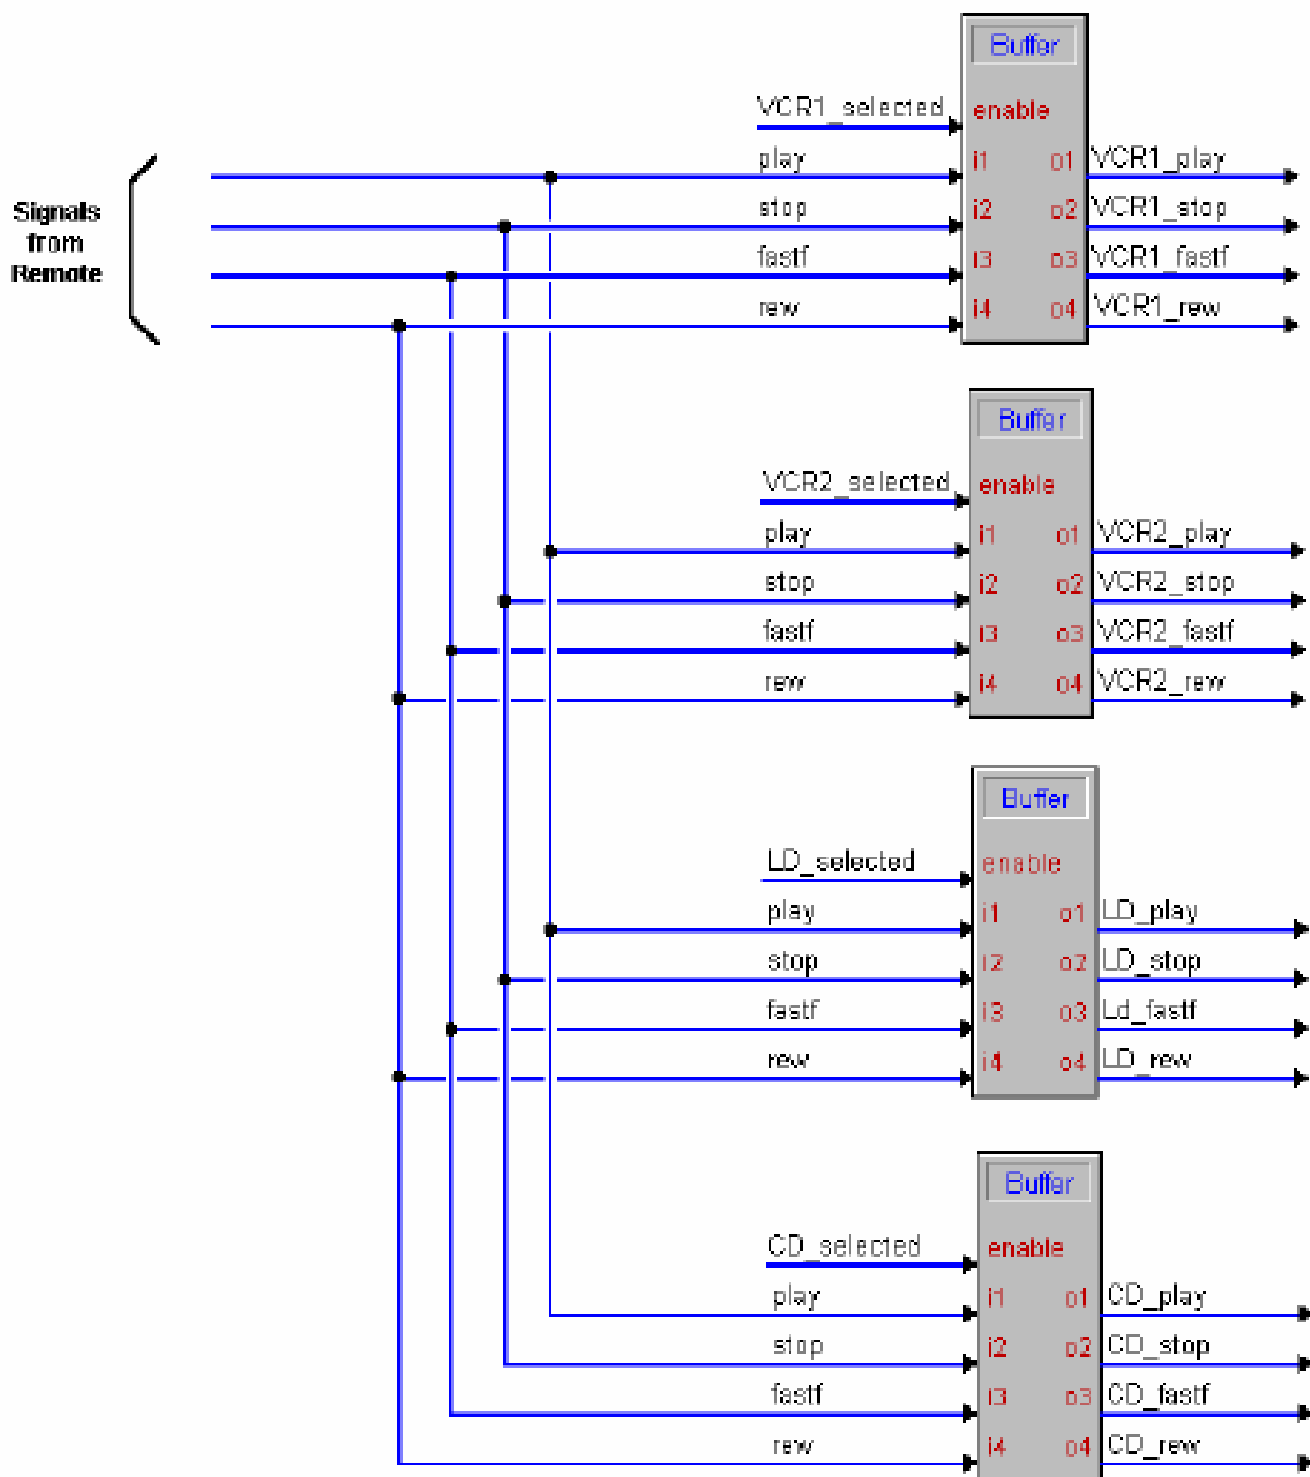 Buffer
VCR1_selected enable
play i1 o1 VCR1_play
stop i2 o2 VCR1_stop
Signals
from
Remote
fastf i3 o3 VCR1_fastf
rew i4 o4 VCR1_rew
Buffer
VCR2_selected enable
play i1 o1 VCR2_play
stop i2 o2 VCR2_stop
fastf i3 o3 VCR2_fastf
rew i4 o4 VCR2_rew
Buffer
LD_selected enable
play i1 o1 LD_play
stop i2 o2 LD_stop
fastf i3 o3 Ld_fastf
rew i4 o4 LD_rew
Buffer
CD_selected enable
play i1 o1 CD_play
stop i2 o2 CD_stop
fastf i3 o3 CD_fastf
rew i4 o4 CD_rew